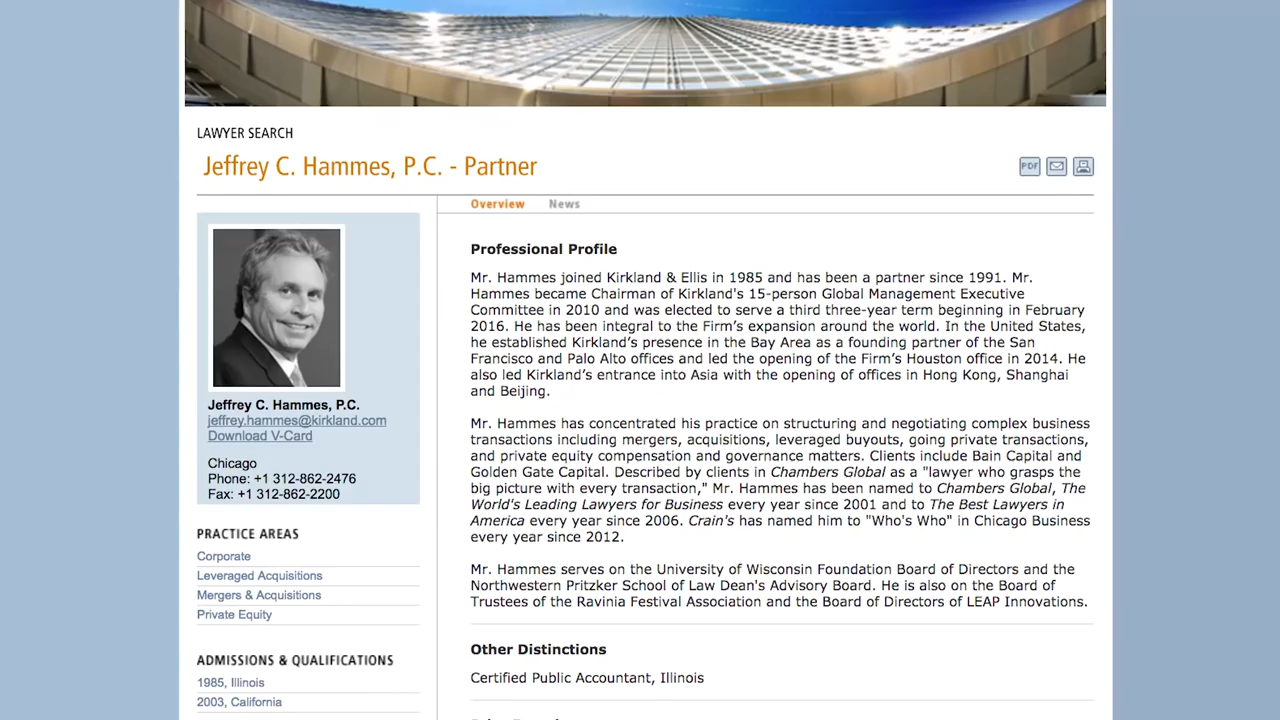 LAWYER SEARCH
Jeffrey C. Hammes, P.C. - Partner
PDF
Overview
News
Jeffrey C. Hammes, P.C.
jeffrey.hammes@kirkland.com
Download V-Card
Chicago
Phone: +1 312-862-2476
Fax: +1 312-862-2200
PRACTICE AREAS
Corporate
Leveraged Acquisitions
Mergers & Acquisitions
Private Equity
ADMISSIONS & QUALIFICATIONS
1985, Illinois
2003, California
Professional Profile
Mr. Hammes joined Kirkland & Ellis in 1985 and has been a partner since 1991. Mr.
Hammes became Chairman of Kirkland's 15-person Global Management Executive
Committee in 2010 and was elected to serve a third three-year term beginning in February
2016. He has been integral to the Firm’s expansion around the world. In the United States,
he established Kirkland’s presence in the Bay Area as a founding partner of the San
Francisco and Palo Alto offices and led the opening of the Firm’s Houston office in 2014. He
also led Kirkland’s entrance into Asia with the opening of offices in Hong Kong, Shanghai
and Beijing.
Mr. Hammes has concentrated his practice on structuring and negotiating complex business
transactions including mergers, acquisitions, leveraged buyouts, going private transactions,
and private equity compensation and governance matters. Clients include Bain Capital and
Golden Gate Capital. Described by clients in Chambers Global as a "lawyer who grasps the
big picture with every transaction," Mr. Hammes has been named to Chambers Global, The
World's Leading Lawyers for Business every year since 2001 and to The Best Lawyers in
America every year since 2006. Crain's has named him to "Who's Who" in Chicago Business
every year since 2012.
Mr. Hammes serves on the University of Wisconsin Foundation Board of Directors and the
Northwestern Pritzker School of Law Dean's Advisory Board. He is also on the Board of
Trustees of the Ravinia Festival Association and the Board of Directors of LEAP Innovations.
Other Distinctions
Certified Public Accountant, Illinois